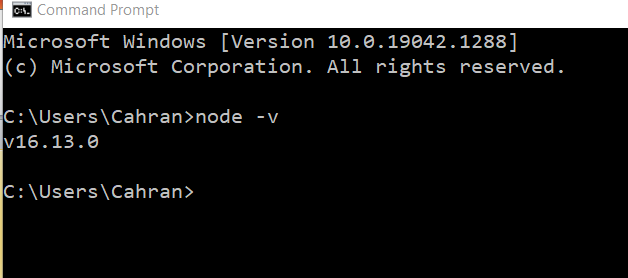 C:\. Command Prompt
Microsoft Windows [Version 10.0.19042.1288]
(c) Microsoft Corporation. All rights reserved.
C:\Users\Cahran>node -v
v16.13.0
C:\Users\Cahran>